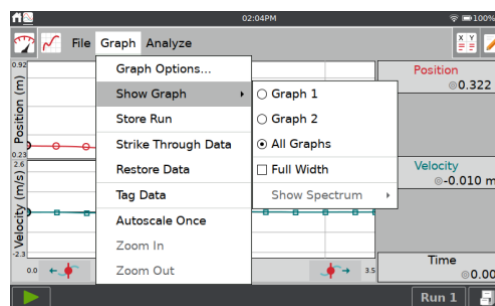 02:04PM
100%
File Graph Analyze
X Y
0.92
Position (m)
0.23
2.6
Velocity (m/s)
-2.3
0.0
3.5
Graph Options...
Show Graph
Store Run
Strike Through Data
Restore Data
Tag Data
Autoscale Once
Zoom In
Zoom Out
Graph 1
Graph 2
All Graphs
Full Width
Show Spectrum
Position
0.322
Velocity
-0.010 m
Time
0.00
Run 1